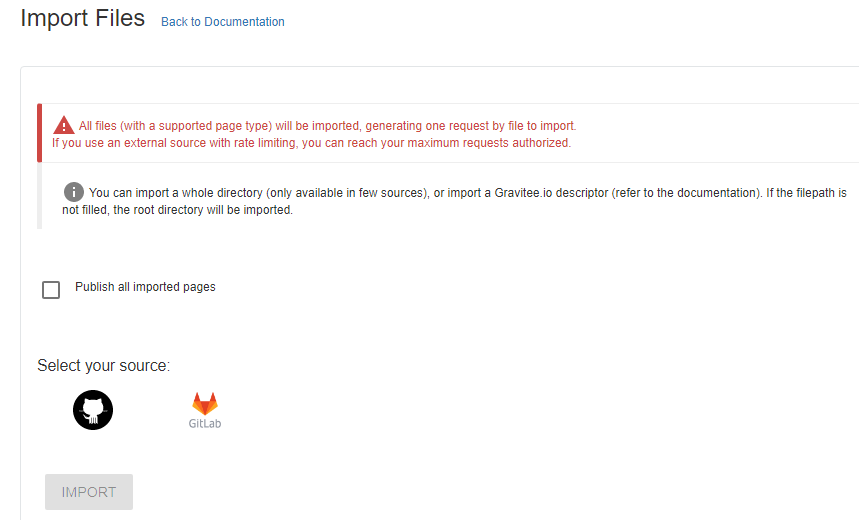 Import Files Back to Documentation
All files (with a supported page type) will be imported, generating one request by file to import.
If you use an external source with rate limiting, you can reach your maximum requests authorized.
You can import a whole directory (only available in few sources), or import a Gravitee.io descriptor (refer to the documentation). If the filepath is
not filled, the root directory will be imported.
Publish all imported pages
Select your source:
GitLab
IMPORT